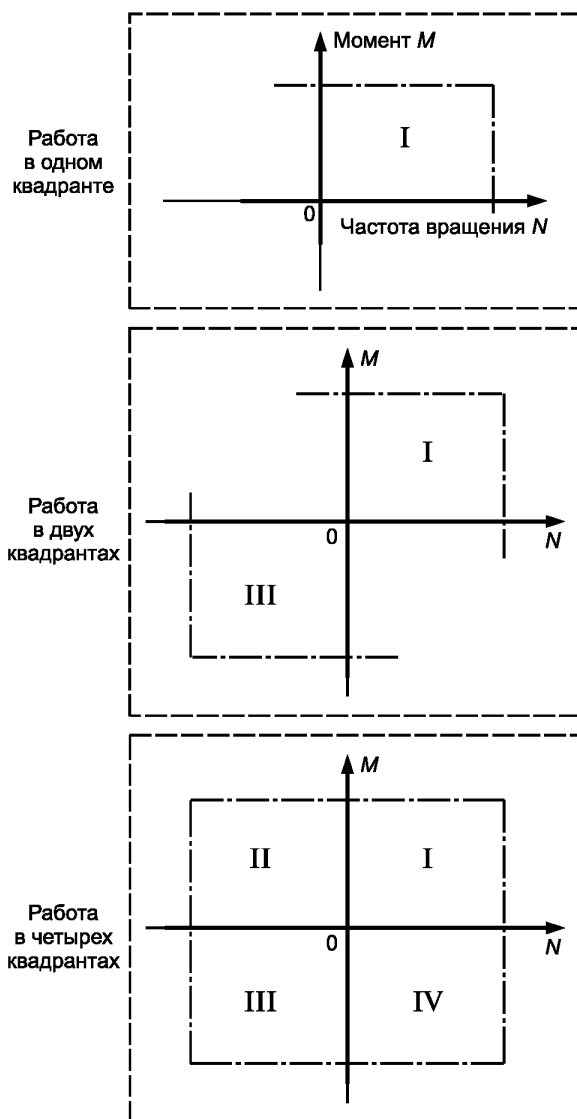 Момент M
Работа
в одном
квадранте
I
0
Частота вращения N
M
I
Работа
в двух
квадрантах
0
N
III
M
II
I
Работа
в четырех
квадрантах
0
N
III
IV